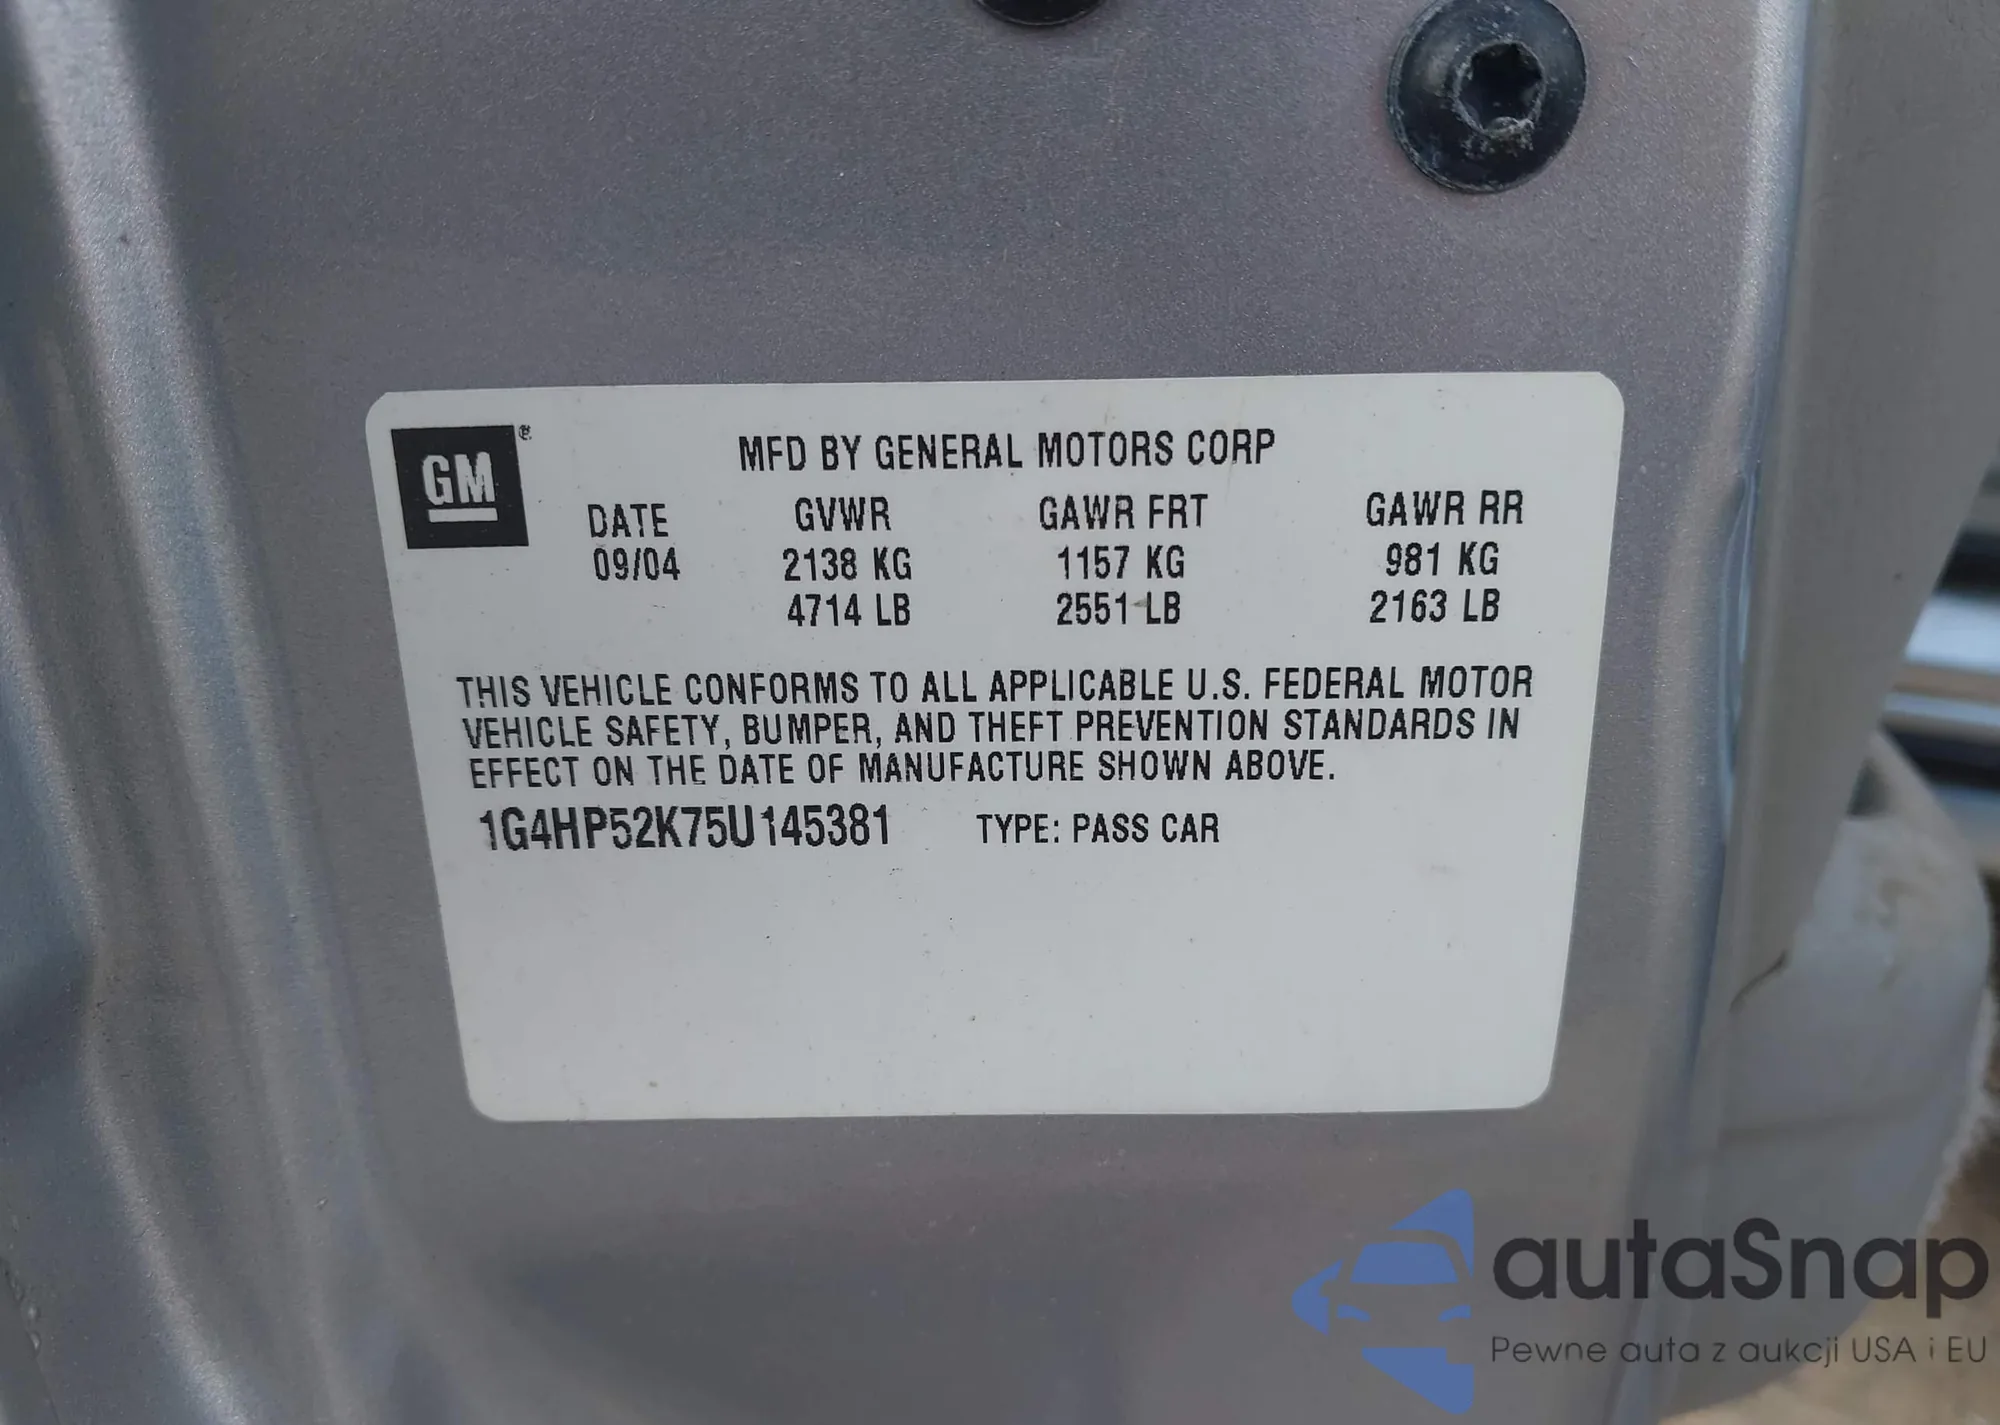 GM ®
MFD BY GENERAL MOTORS CORP
DATE GVWR GAWR FRT GAWR RR
09/04 2138 KG 1157 KG 981 KG
4714 LB 2551 LB 2163 LB
THIS VEHICLE CONFORMS TO ALL APPLICABLE U.S. FEDERAL MOTOR
VEHICLE SAFETY, BUMPER, AND THEFT PREVENTION STANDARDS IN
EFFECT ON THE DATE OF MANUFACTURE SHOWN ABOVE.
1G4HP52K75U145381 TYPE: PASS CAR
autaSnap
Pewne auta z aukcji USA i EU